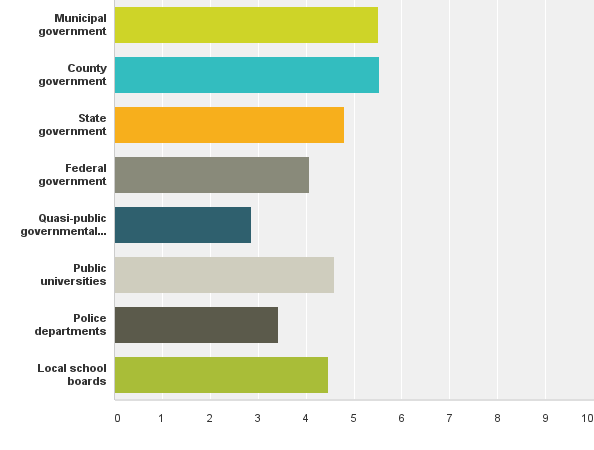 Municipal
government
County
government
State
government
Federal
government
Quasi-public
governmental...
Public
universities
Police
departments
Local school
boards
0 1 2 3 4 5 6 7 8 9 10